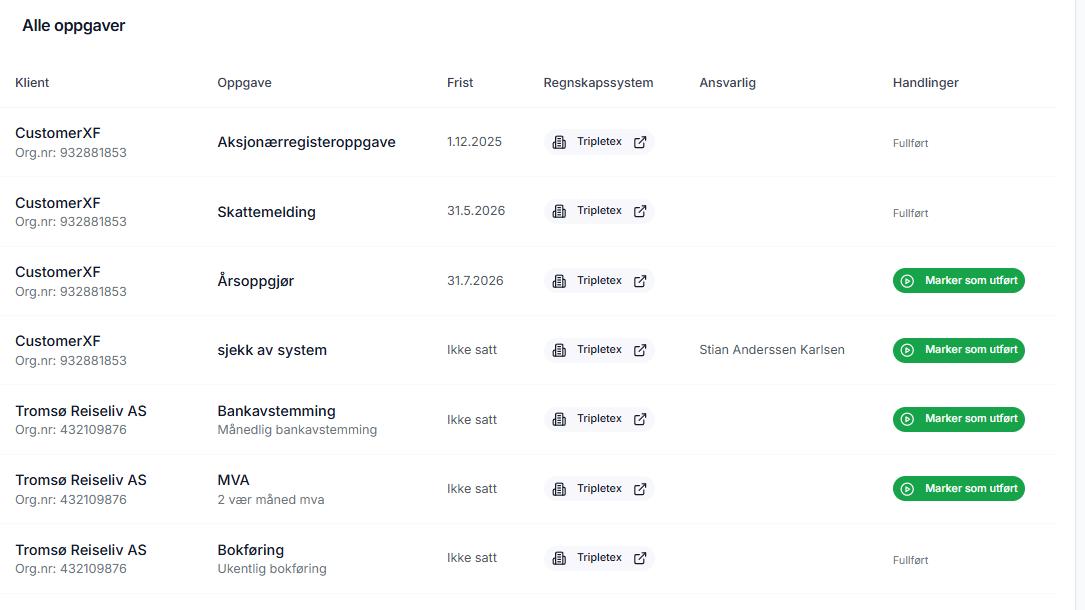 Alle oppgaver
Klient Oppgave Frist Regnskapssystem Ansvarlig Handlinger
CustomerXF
Org.nr: 932881853
Aksjonærregisteroppgave
1.12.2025
Tripletex
Fullført
CustomerXF
Org.nr: 932881853
Skattemelding
31.5.2026
Tripletex
Fullført
CustomerXF
Org.nr: 932881853
Årsoppgjør
31.7.2026
Tripletex
Marker som utført
CustomerXF
Org.nr: 932881853
sjekk av system
Ikke satt
Tripletex
Stian Anderssen Karlsen
Marker som utført
Tromsø Reiseliv AS
Org.nr: 432109876
Bankavstemming
Månedlig bankavstemming
Ikke satt
Tripletex
Marker som utført
Tromsø Reiseliv AS
Org.nr: 432109876
MVA
2 vær måned mva
Ikke satt
Tripletex
Marker som utført
Tromsø Reiseliv AS
Org.nr: 432109876
Bokføring
Ukentlig bokføring
Ikke satt
Tripletex
Fullført